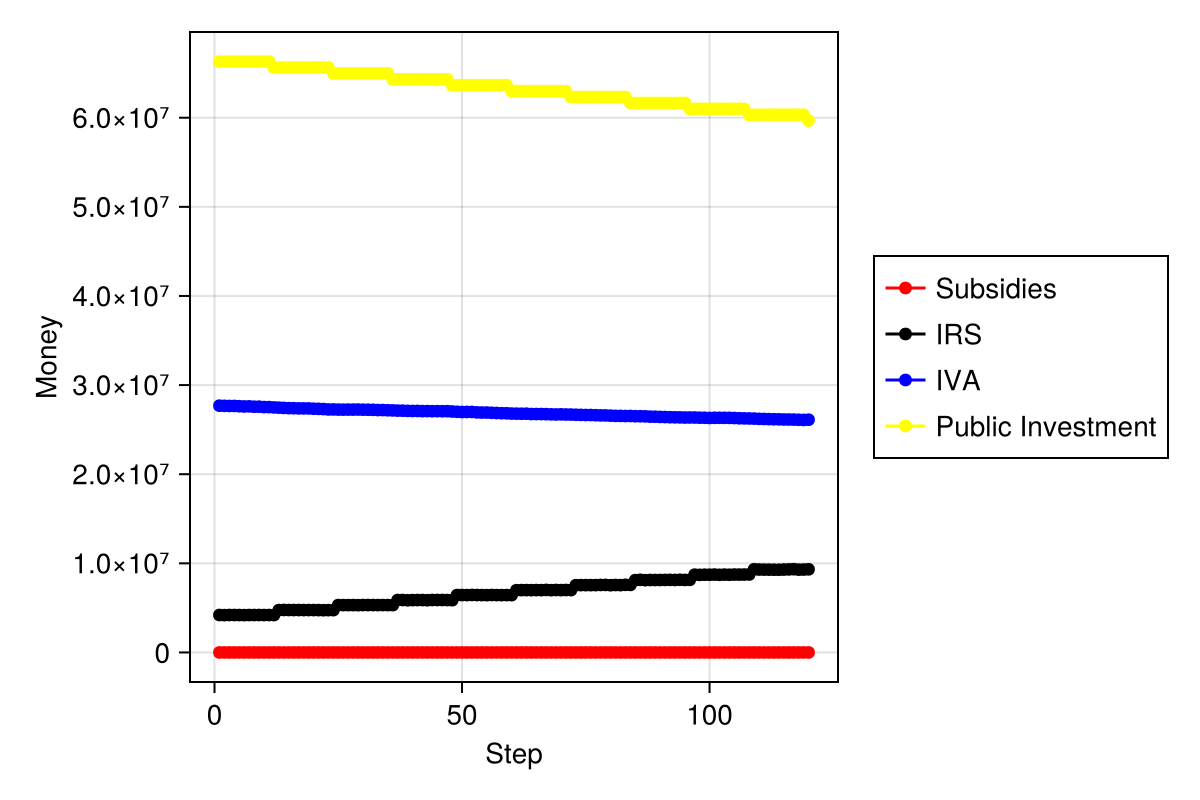 6.0×10⁷
5.0×10⁷
4.0×10⁷
3.0×10⁷
2.0×10⁷
1.0×10⁷
0
Money
0 50 100
Step
Subsidies
IRS
IVA
Public Investment